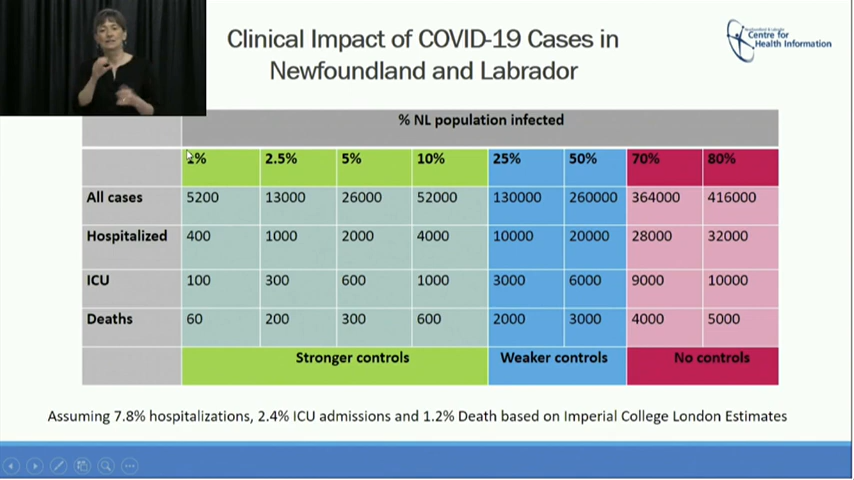 Clinical Impact of COVID-19 Cases in
Newfoundland and Labrador
Centre for
Health Information
% NL population infected
1% 2.5% 5% 10% 25% 50% 70% 80%
All cases 5200 13000 26000 52000 130000 260000 364000 416000
Hospitalized 400 1000 2000 4000 10000 20000 28000 32000
ICU 100 300 600 1000 3000 6000 9000 10000
Deaths 60 200 300 600 2000 3000 4000 5000
Stronger controls Weaker controls No controls
Assuming 7.8% hospitalizations, 2.4% ICU admissions and 1.2% Death based on Imperial College London Estimates